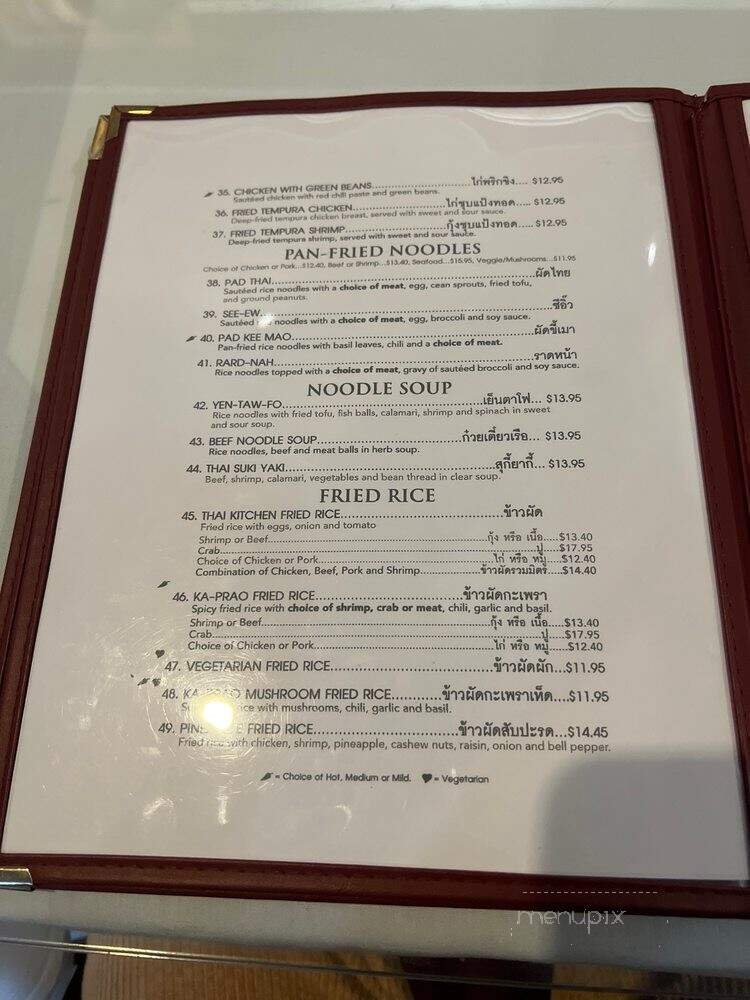 35. CHICKEN WITH GREEN BEANS.......................ไก่พริกขิง.... $12.95
Sautéed chicken with red chili paste and green beans.
36. FRIED TEMPURA CHICKEN.......................ไก่ชุบแป้งทอด..... $12.95
Deep-fried tempura chicken breast, served with sweet and sour sauce.
37. FRIED TEMPURA SHRIMP.......................กุ้งชุบแป้งทอด..... $12.95
Deep-fried tempura shrimp, served with sweet and sour sauce.
PAN-FRIED NOODLES
Choice of Chicken or Pork...$12.40, Beef or Shrimp...$13.40, Seafood...$15.95, Veggie/Mushrooms...$11.95
38. PAD THAI.......................ผัดไทย
Sautéed rice noodles with a choice of meat, egg, cean sprouts, fried tofu,
and ground peanuts.
39. SEE-EW.......................ซีอิ๊ว
Sautéed noodles with a choice of meat, egg, broccoli and soy sauce.
40. PAD KEE MAO.......................ผัดขี้เมา
Pan-fried rice noodles with basil leaves, chili and a choice of meat.
41. RARD-NAH.......................ราดหน้า
Rice noodles topped with a choice of meat, gravy of sautéed broccoli and soy sauce.
NOODLE SOUP
42. YEN-TAW-FO.......................เย็นตาโฟ... $13.95
Rice noodles with fried tofu, fish balls, calamari, shrimp and spinach in sweet
and sour soup.
43. BEEF NOODLE SOUP.......................ก๋วยเตี๋ยวเรือ... $13.95
Rice noodles, beef and meat balls in herb soup.
44. THAI SUKI YAKI.......................สุกี้ยากี้... $13.95
Beef, shrimp, calamari, vegetables and bean thread in clear soup.
FRIED RICE
45. THAI KITCHEN FRIED RICE.......................ข้าวผัด
Fried rice with eggs, onion and tomato
Shrimp or Beef.......................กุ้ง หรือ เนื้อ.....$13.40
Crab.......................ปู.....$17.95
Choice of Chicken or Pork.......................ไก่ หรือ หมู.....$12.40
Combination of Chicken, Beef, Pork and Shrimp.......................ข้าวผัดรวมมิตร.....$14.40
46. KA-PRAO FRIED RICE.......................ข้าวผัดกะเพรา
Spicy fried rice with choice of shrimp, crab or meat, chili, garlic and basil.
Shrimp or Beef.......................กุ้ง หรือ เนื้อ.....$13.40
Crab.......................ปู.....$17.95
Choice of Chicken or Pork.......................ไก่ หรือ หมู.....$12.40
47. VEGETARIAN FRIED RICE.......................ข้าวผัดผัก...$11.95
48. KA-PRAO MUSHROOM FRIED RICE...........ข้าวผัดกะเพราเห็ด....$11.95
rice with mushrooms, chili, garlic and basil.
49. PINEAPPLE FRIED RICE.......................ข้าวผัดสับปะรด...$14.45
Fried rice with chicken, shrimp, pineapple, cashew nuts, raisin, onion and bell pepper.
= Choice of Hot, Medium or Mild. = Vegetarian
menupix